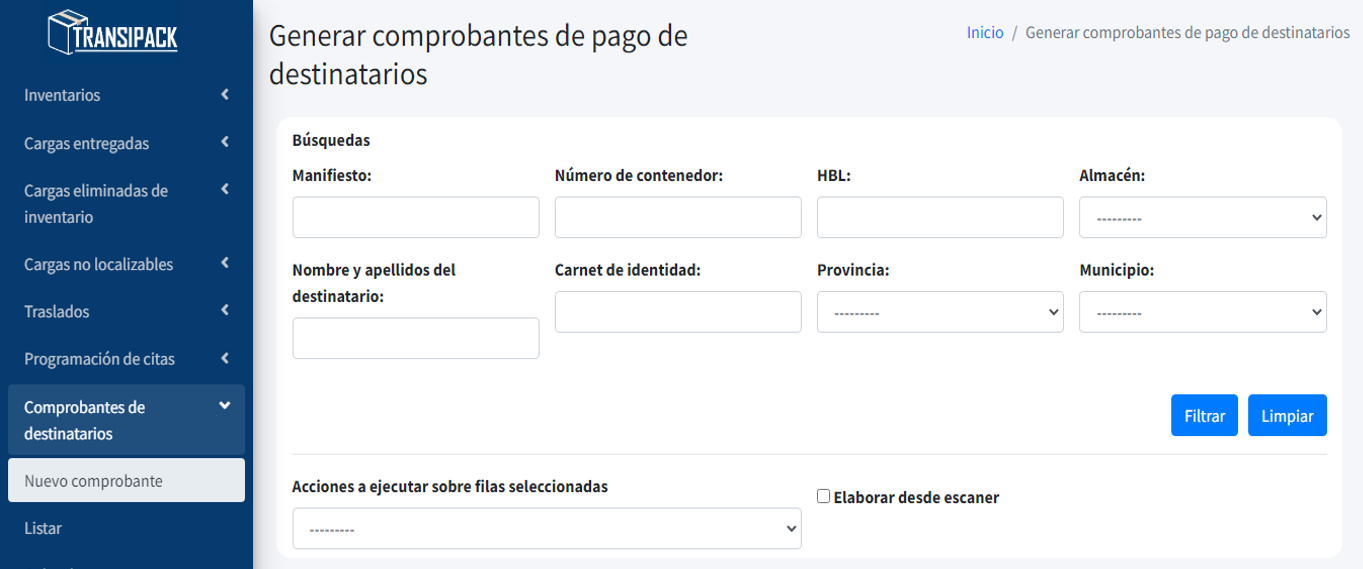 TRANSIPACK
Inventarios
Cargas entregadas
Cargas eliminadas de
inventario
Cargas no localizables
Traslados
Programación de citas
Comprobantes de
destinatarios
Nuevo comprobante
Listar
Generar comprobantes de pago de
destinatarios
Inicio / Generar comprobantes de pago de destinatarios
Búsquedas
Manifiesto:
Número de contenedor:
HBL:
Almacén:
---------
Nombre y apellidos del
destinatario:
Carnet de identidad:
Provincia:
---------
Municipio:
---------
Filtrar
Limpiar
Acciones a ejecutar sobre filas seleccionadas
---------
Elaborar desde escaner